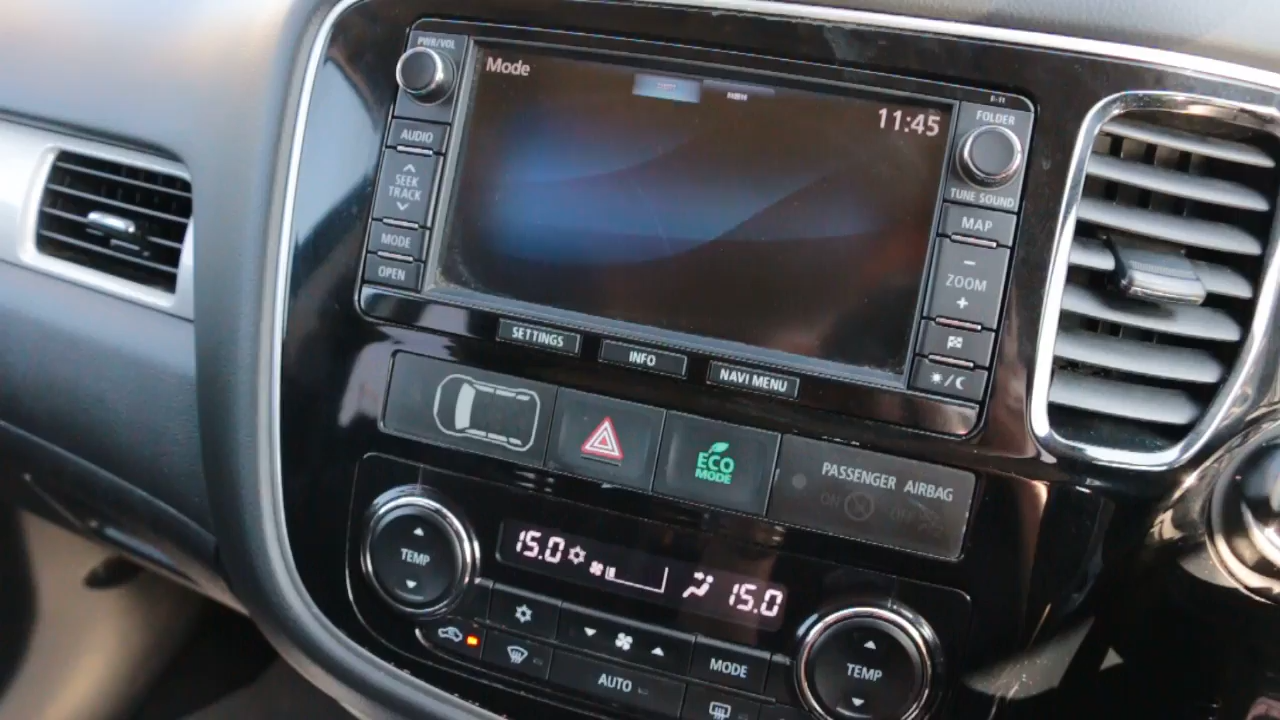 PWR/VOL
Mode
11:45
FOLDER
AUDIO
SEEK
TRACK
MODE
OPEN
TUNE SOUND
MAP
ZOOM
SETTINGS
INFO
NAVI MENU
ECO
MODE
PASSENGER AIRBAG
ON
OFF
15.0
15.0
TEMP
TEMP
MODE
AUTO